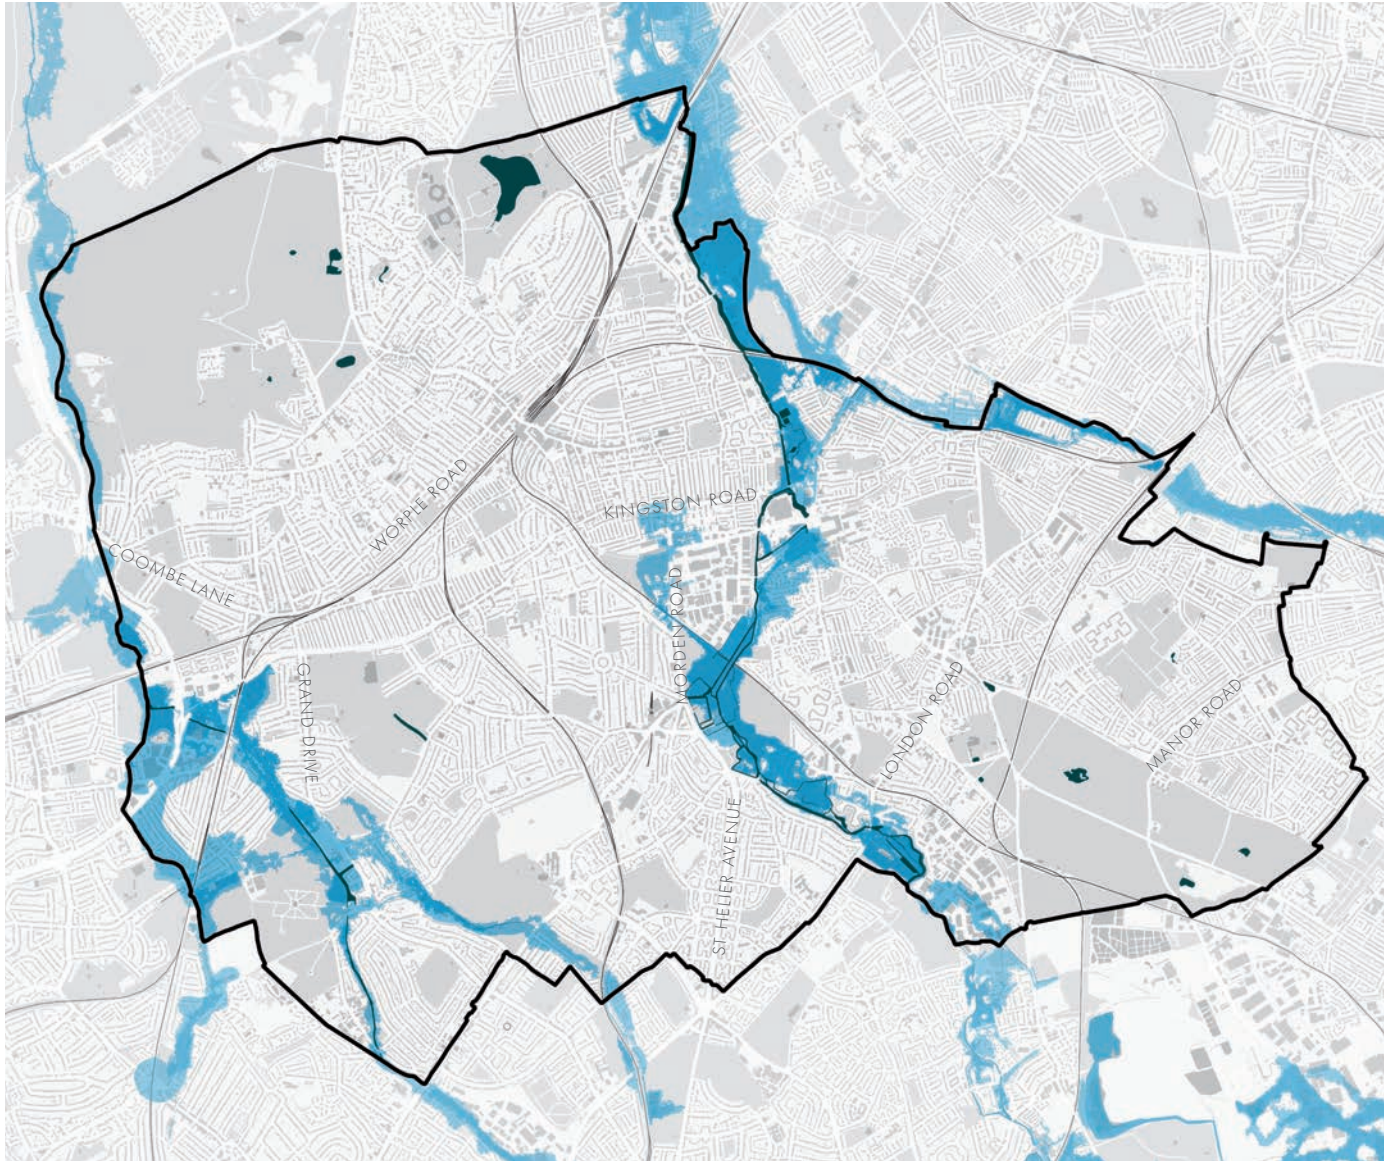 KINGSTON ROAD
WORPLE ROAD
COOMBE LANE
MORDEN ROAD
GRAND DRIVE
LONDON ROAD
MANOR ROAD
ST HELIER AVENUE